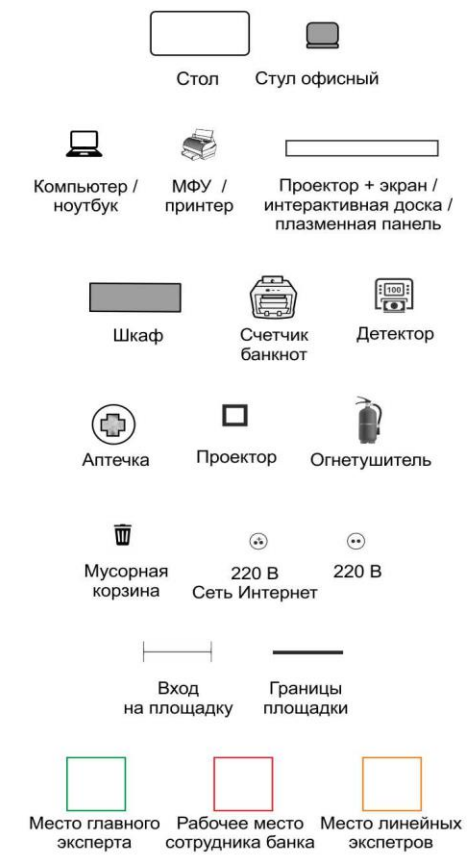 Стол
Стул офисный
Компьютер /
ноутбук
МФУ /
принтер
Проектор + экран /
интерактивная доска /
плазменная панель
Шкаф
Счетчик
банкнот
100
Детектор
Аптечка
Проектор
Огнетушитель
Мусорная
корзина
220 В
Сеть Интернет
220 В
Вход
на площадку
Границы
площадки
Место главного
эксперта
Рабочее место
сотрудника банка
Место линейных
экспетров